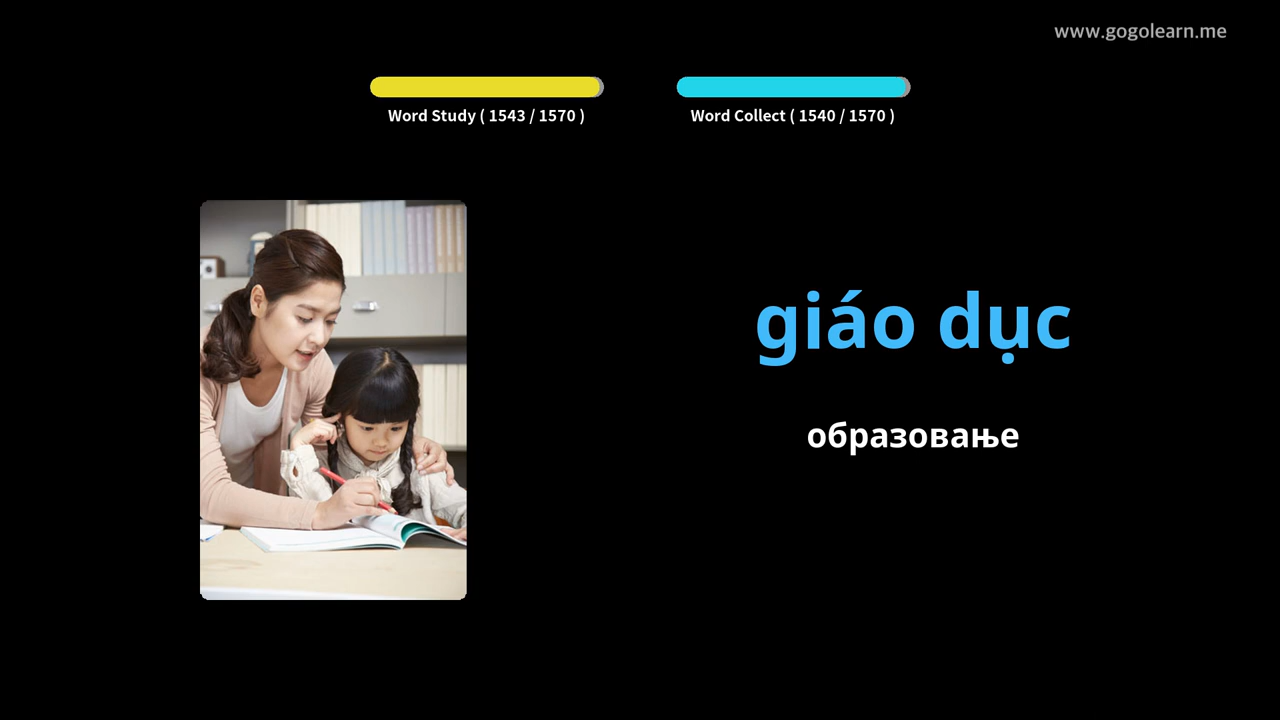 www.gogolearn.me
Word Study ( 1543 / 1570 )
Word Collect ( 1540 / 1570 )
giáo dục
образовање